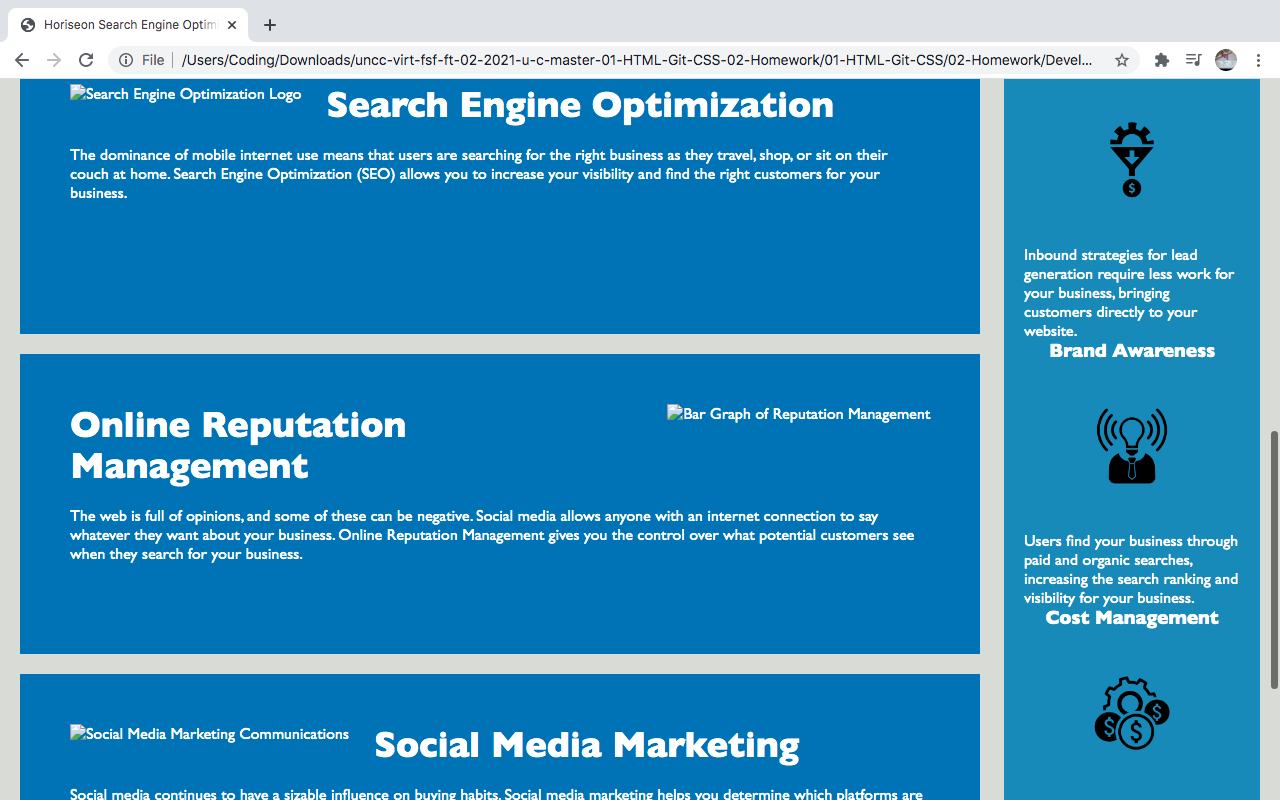 Horiseon Search Engine Optim
File
/Users/Coding/Downloads/uncc-virt-fsf-ft-02-2021-u-c-master-01-HTML-Git-CSS-02-Homework/01-HTML-Git-CSS/02-Homework/Devel...
Search Engine Optimization Logo
Search Engine Optimization
The dominance of mobile internet use means that users are searching for the right business as they travel, shop, or sit on their
couch at home. Search Engine Optimization (SEO) allows you to increase your visibility and find the right customers for your
business.
Online Reputation
Management
Bar Graph of Reputation Management
The web is full of opinions, and some of these can be negative. Social media allows anyone with an internet connection to say
whatever they want about your business. Online Reputation Management gives you the control over what potential customers see
when they search for your business.
Social Media Marketing Communications
Social Media Marketing
Social media continues to have a sizable influence on buying habits. Social media marketing helps you determine which platforms are
$
Inbound strategies for lead
generation require less work for
your business, bringing
customers directly to your
website.
Brand Awareness
Users find your business through
paid and organic searches,
increasing the search ranking and
visibility for your business.
Cost Management
$ $ $